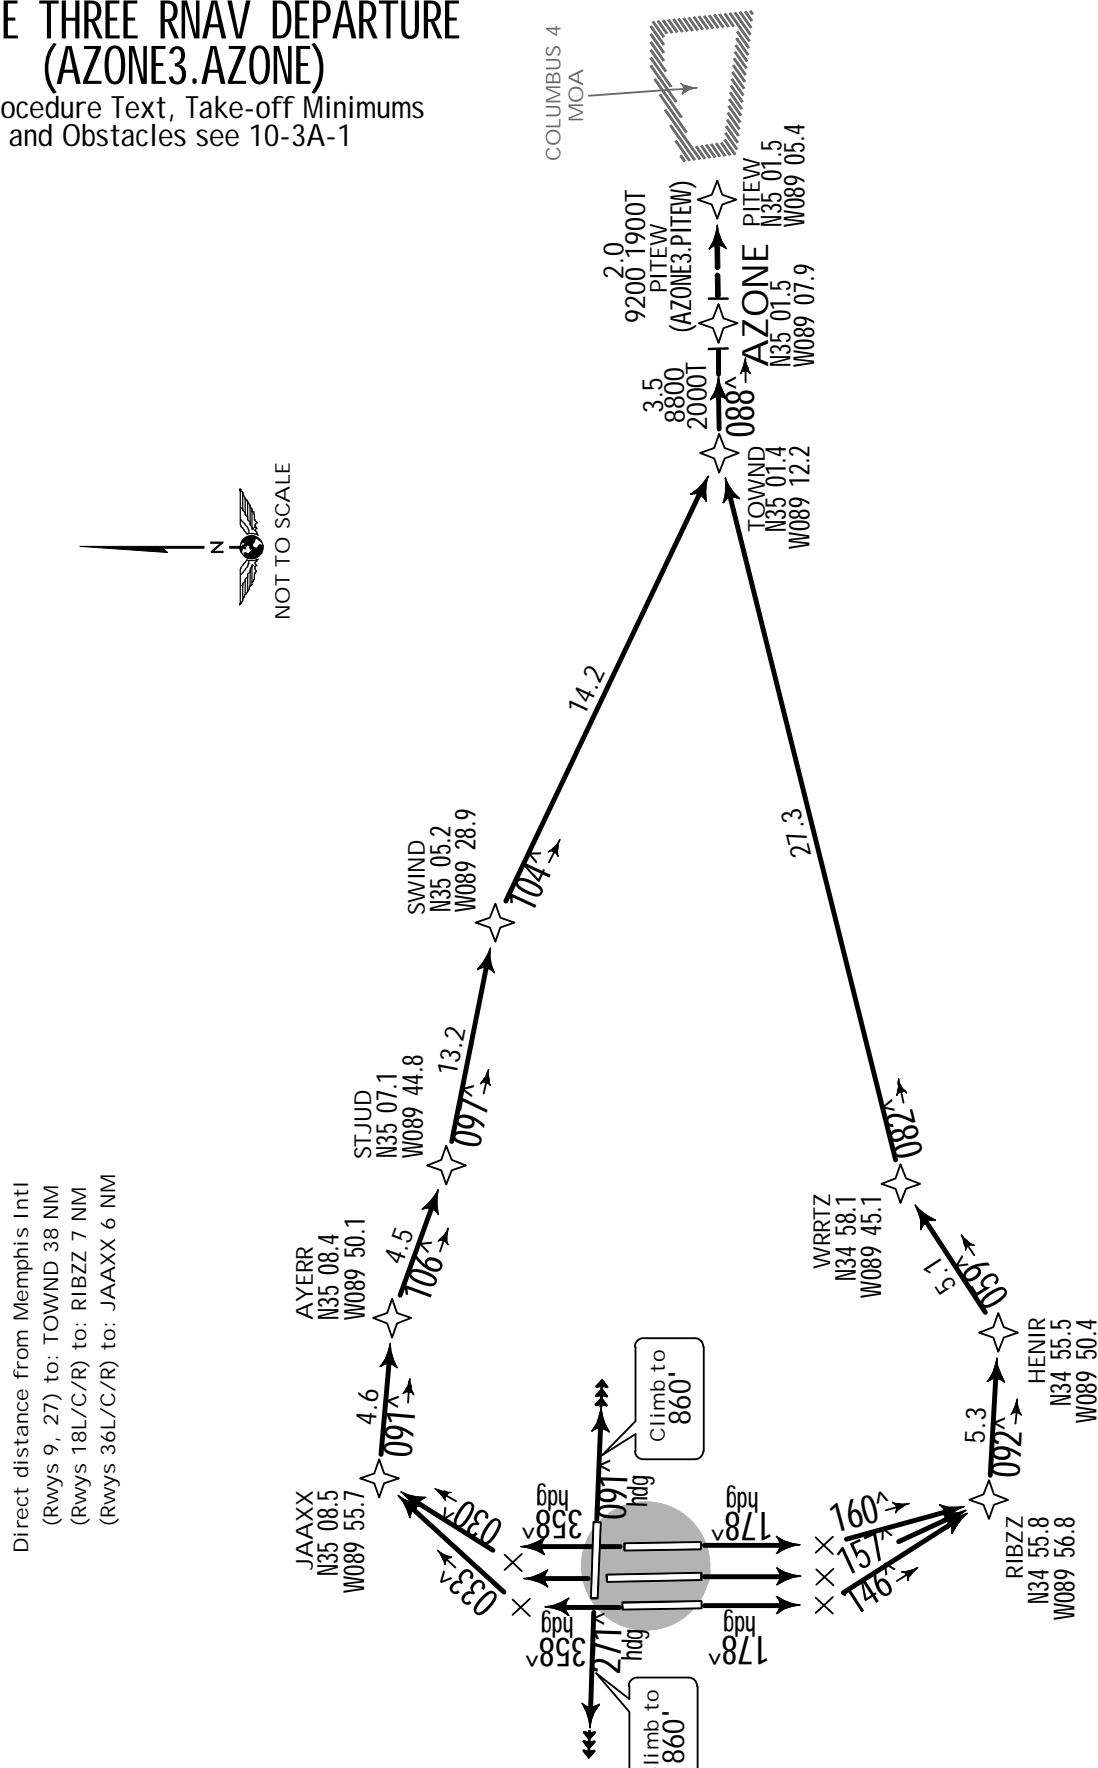 E THREE RNAV DEPARTURE
(AZONE3.AZONE)
ocedure Text, Take-off Minimums
and Obstacles see 10-3A-1
COLUMBUS 4
MOA
PITEW
N35 01.5
W089 05.4
2.0
9200 1900T
PITEW
(AZONE3.PITEW)
AZONE
N35 01.5
W089 07.9
3.5
8800
2000T
088^
TOWND
N35 01.4
W089 12.2
N
NOT TO SCALE
14.2
27.3
SWIND
N35 05.2
W089 28.9
104^
13.2
STJUD
N35 07.1
W089 44.8
097^
4.5
106^
AYERR
N35 08.4
W089 50.1
4.6
091^
JAAXX
N35 08.5
W089 55.7
030^
033^
082^
WRRTZ
N34 58.1
W089 45.1
5.1
059^
HENIR
N34 55.5
W089 50.4
5.3
092^
RIBZZ
N34 55.8
W089 56.8
160^
157^
146^
Climb to
860'
091^
hdg
358^
hdg
178^
hdg
358^
hdg
271^
hdg
178^
hdg
limb to
860'
Direct distance from Memphis Intl
(Rwys 9, 27) to: TOWND 38 NM
(Rwys 18L/C/R) to: RIBZZ 7 NM
(Rwys 36L/C/R) to: JAAXX 6 NM